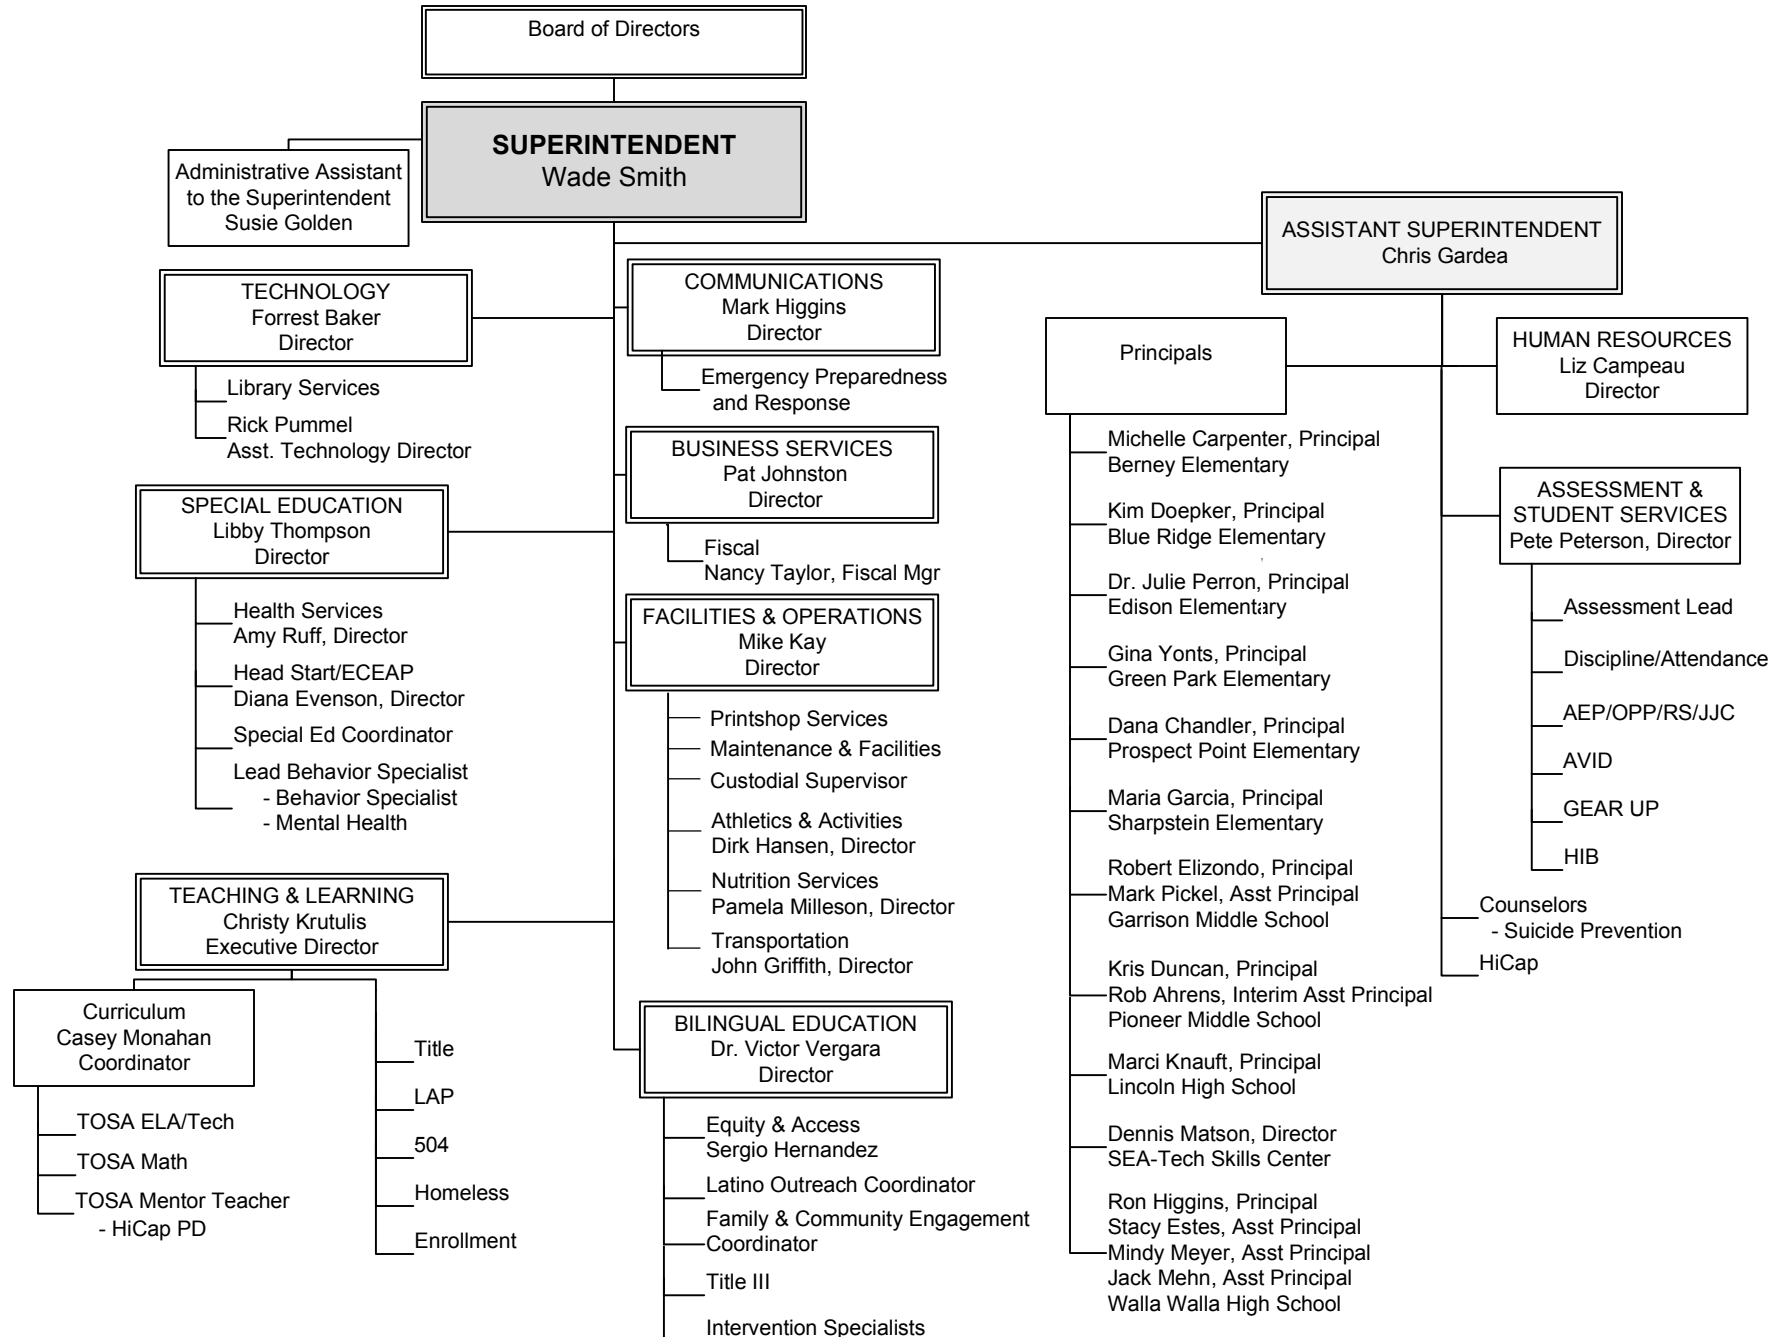 Board of Directors
SUPERINTENDENT
Wade Smith
Administrative Assistant
to the Superintendent
Susie Golden
ASSISTANT SUPERINTENDENT
Chris Gardea
TECHNOLOGY
Forrest Baker
Director
Library Services
Rick Pummel
Asst. Technology Director
SPECIAL EDUCATION
Libby Thompson
Director
Health Services
Amy Ruff, Director
Head Start/ECEAP
Diana Evenson, Director
Special Ed Coordinator
Lead Behavior Specialist
- Behavior Specialist
- Mental Health
TEACHING & LEARNING
Christy Krutulis
Executive Director
Curriculum
Casey Monahan
Coordinator
TOSA ELA/Tech
TOSA Math
TOSA Mentor Teacher
- HiCap PD
Title
LAP
504
Homeless
Enrollment
COMMUNICATIONS
Mark Higgins
Director
Emergency Preparedness
and Response
BUSINESS SERVICES
Pat Johnston
Director
Fiscal
Nancy Taylor, Fiscal Mgr
FACILITIES & OPERATIONS
Mike Kay
Director
Printshop Services
Maintenance & Facilities
Custodial Supervisor
Athletics & Activities
Dirk Hansen, Director
Nutrition Services
Pamela Milleson, Director
Transportation
John Griffith, Director
BILINGUAL EDUCATION
Dr. Victor Vergara
Director
Equity & Access
Sergio Hernandez
Latino Outreach Coordinator
Family & Community Engagement
Coordinator
Title III
Intervention Specialists
Principals
Michelle Carpenter, Principal
Berney Elementary
Kim Doepker, Principal
Blue Ridge Elementary
Dr. Julie Perron, Principal
Edison Elementary
Gina Yonts, Principal
Green Park Elementary
Dana Chandler, Principal
Prospect Point Elementary
Maria Garcia, Principal
Sharpstein Elementary
Robert Elizondo, Principal
Mark Pickel, Asst Principal
Garrison Middle School
Kris Duncan, Principal
Rob Ahrens, Interim Asst Principal
Pioneer Middle School
Marci Knauft, Principal
Lincoln High School
Dennis Matson, Director
SEA-Tech Skills Center
Ron Higgins, Principal
Stacy Estes, Asst Principal
Mindy Meyer, Asst Principal
Jack Mehn, Asst Principal
Walla Walla High School
HUMAN RESOURCES
Liz Campeau
Director
ASSESSMENT &
STUDENT SERVICES
Pete Peterson, Director
Assessment Lead
Discipline/Attendance
AEP/OPP/RS/JJC
AVID
GEAR UP
HIB
Counselors
- Suicide Prevention
HiCap